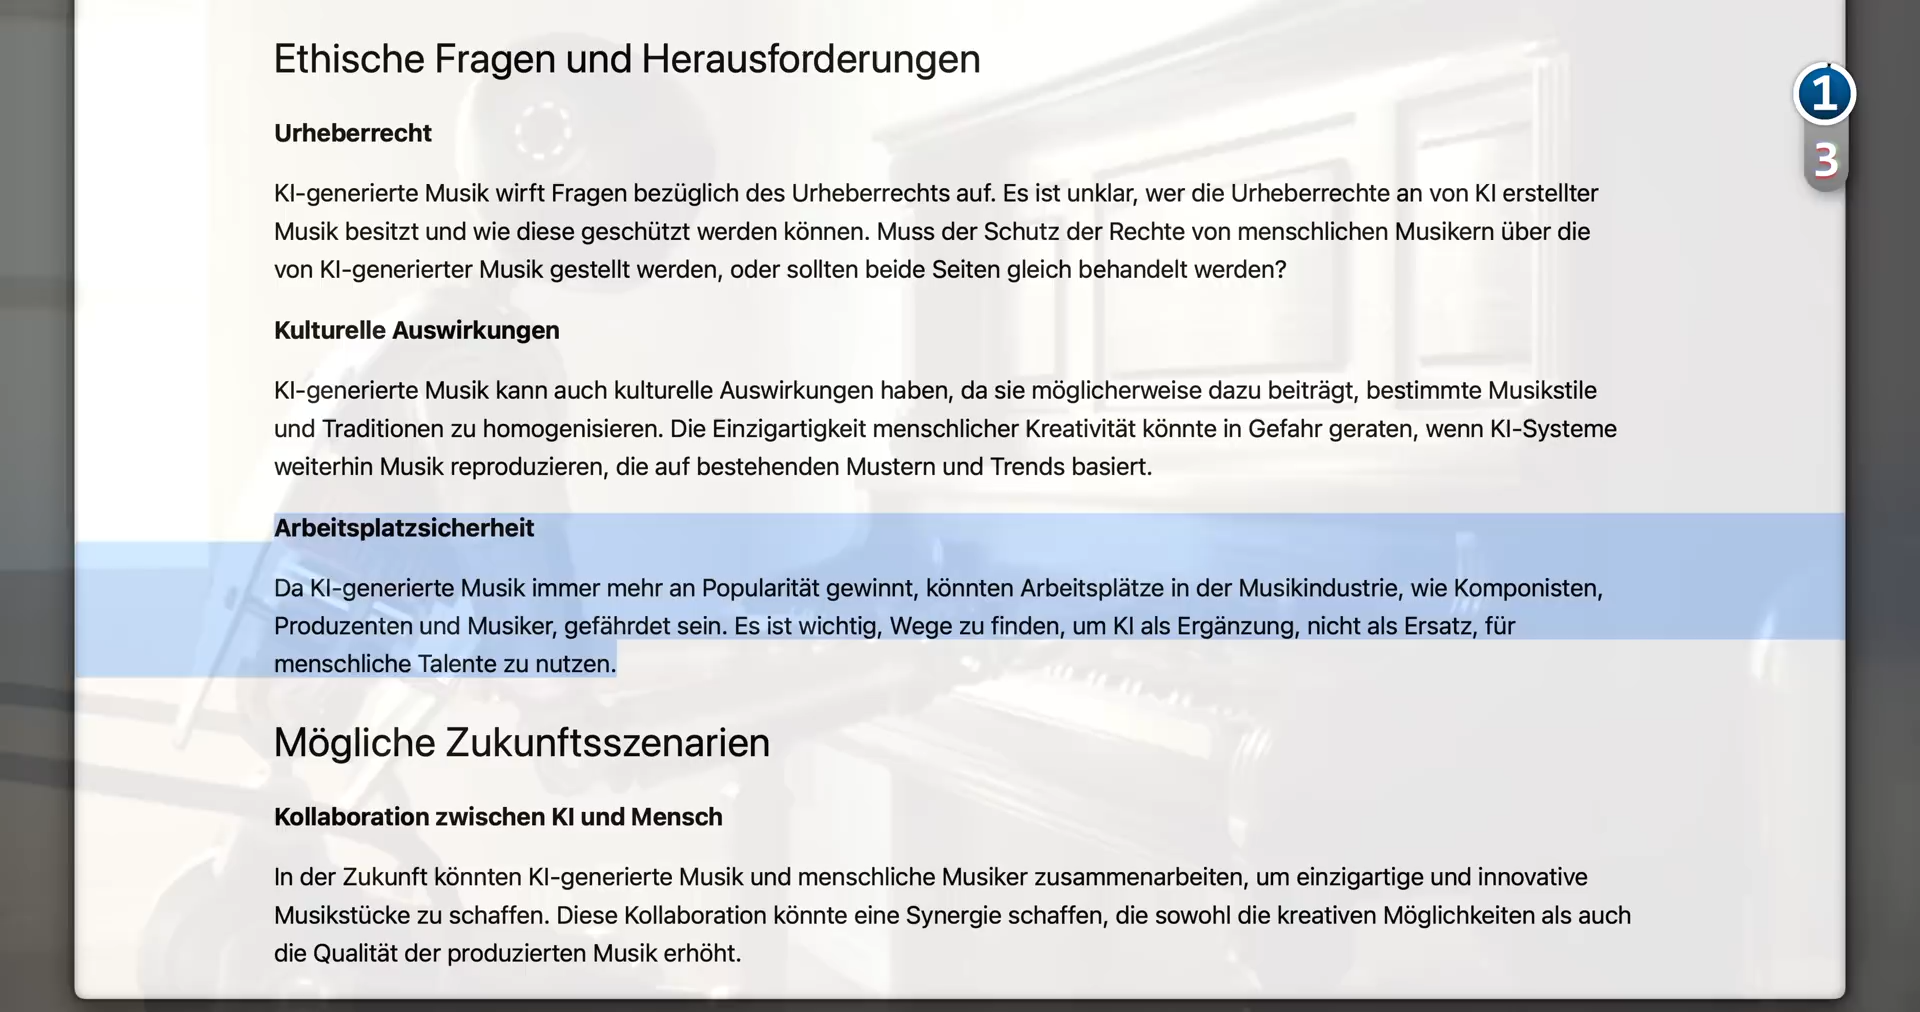 Ethische Fragen und Herausforderungen
1
Urheberrecht
3
KI-generierte Musik wirft Fragen bezüglich des Urheberrechts auf. Es ist unklar, wer die Urheberrechte an von KI erstellter
Musik besitzt und wie diese geschützt werden können. Muss der Schutz der Rechte von menschlichen Musikern über die
von KI-generierter Musik gestellt werden, oder sollten beide Seiten gleich behandelt werden?
Kulturelle Auswirkungen
KI-generierte Musik kann auch kulturelle Auswirkungen haben, da sie möglicherweise dazu beiträgt, bestimmte Musikstile
und Traditionen zu homogenisieren. Die Einzigartigkeit menschlicher Kreativität könnte in Gefahr geraten, wenn KI-Systeme
weiterhin Musik reproduzieren, die auf bestehenden Mustern und Trends basiert.
Arbeitsplatzsicherheit
Da KI-generierte Musik immer mehr an Popularität gewinnt, könnten Arbeitsplätze in der Musikindustrie, wie Komponisten,
Produzenten und Musiker, gefährdet sein. Es ist wichtig, Wege zu finden, um KI als Ergänzung, nicht als Ersatz, für
menschliche Talente zu nutzen.
Mögliche Zukunftsszenarien
Kollaboration zwischen KI und Mensch
In der Zukunft könnten KI-generierte Musik und menschliche Musiker zusammenarbeiten, um einzigartige und innovative
Musikstücke zu schaffen. Diese Kollaboration könnte eine Synergie schaffen, die sowohl die kreativen Möglichkeiten als auch
die Qualität der produzierten Musik erhöht.